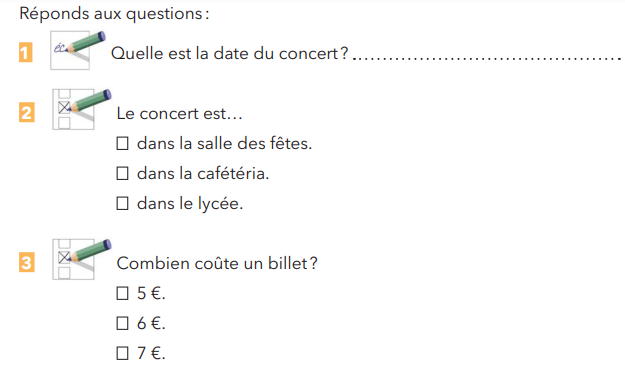 Réponds aux questions :
1 éc Quelle est la date du concert ? ..............................................
2 Le concert est…
☐ dans la salle des fêtes.
☐ dans la cafétéria.
☐ dans le lycée.
3 Combien coûte un billet ?
☐ 5 €.
☐ 6 €.
☐ 7 €.